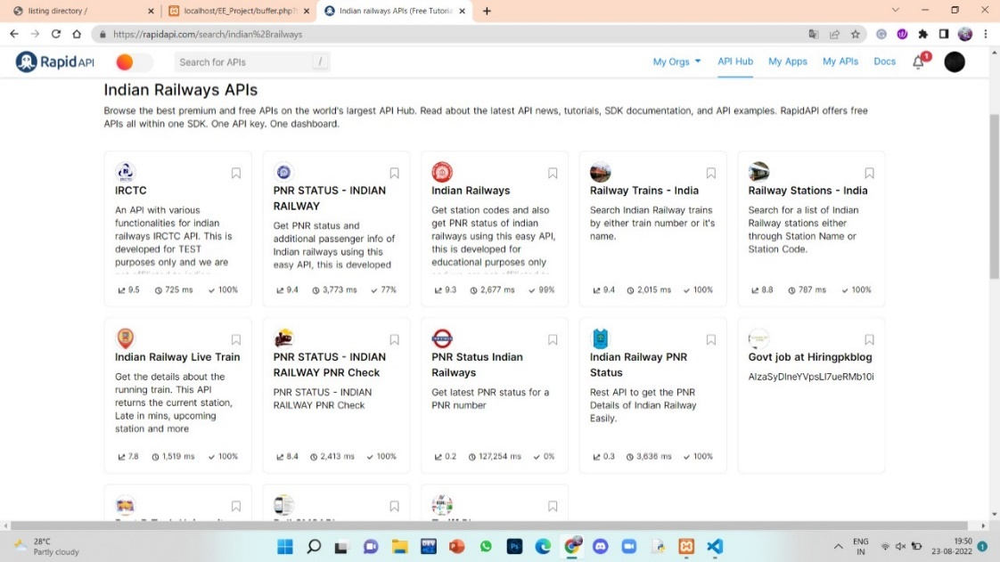 listing directory /
localhost/EE_Project/buffer.php?
Indian railways APIs (Free Tutoria
https://rapidapi.com/search/indian%2Brailways
Rapid API
Search for APIs
/
My Orgs
API Hub
My Apps
My APIs
Docs
1
Indian Railways APIs
Browse the best premium and free APIs on the world's largest API Hub. Read about the latest API news, tutorials, SDK documentation, and API examples. RapidAPI offers free
APIs all within one SDK. One API key. One dashboard.
IRCTC
An API with various
functionalities for indian
railways IRCTC API. This is
developed for TEST
purposes only and we are
9.5 725 ms 100%
PNR STATUS - INDIAN
RAILWAY
Get PNR status and
additional passenger info of
Indian railways using this
easy API, this is developed
9.4 3,773 ms 77%
Indian Railways
Get station codes and also
get PNR status of indian
railways using this easy API,
this is developed for
educational purposes only
9.3 2,677 ms 99%
Railway Trains - India
Search Indian Railway trains
by either train number or it's
name.
9.4 2,015 ms 100%
Railway Stations - India
Search for a list of Indian
Railway stations either
through Station Name or
Station Code.
8.8 787 ms 100%
Indian Railway Live Train
Get the details about the
running train. This API
returns the current station,
Late in mins, upcoming
station and more
7.8 1,519 ms 100%
PNR STATUS - INDIAN
RAILWAY PNR Check
PNR STATUS - INDIAN
RAILWAY PNR Check
8.4 2,413 ms 100%
PNR Status Indian
Railways
Get latest PNR status for a
PNR number
0.2 127,254 ms 0%
Indian Railway PNR
Status
Rest API to get the PNR
Details of Indian Railway
Easily.
0.3 3,636 ms 100%
Govt job at Hiringpkblog
AIzaSyDIneYVpsLI7ueRMb10i
28°C
Partly cloudy
ENG
IN
19:50
23-08-2022
1